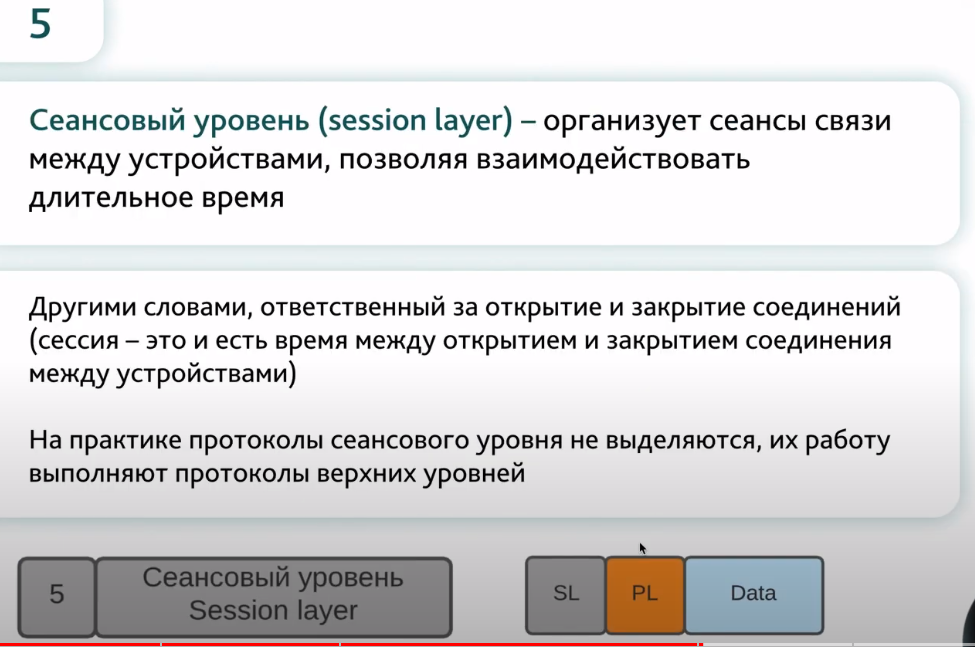 5
Сеансовый уровень (session layer) – организует сеансы связи
между устройствами, позволяя взаимодействовать
длительное время
Другими словами, ответственный за открытие и закрытие соединений
(сессия – это и есть время между открытием и закрытием соединения
между устройствами)
На практике протоколы сеансового уровня не выделяются, их работу
выполняют протоколы верхних уровней
5
Сеансовый уровень
Session layer
SL
PL
Data